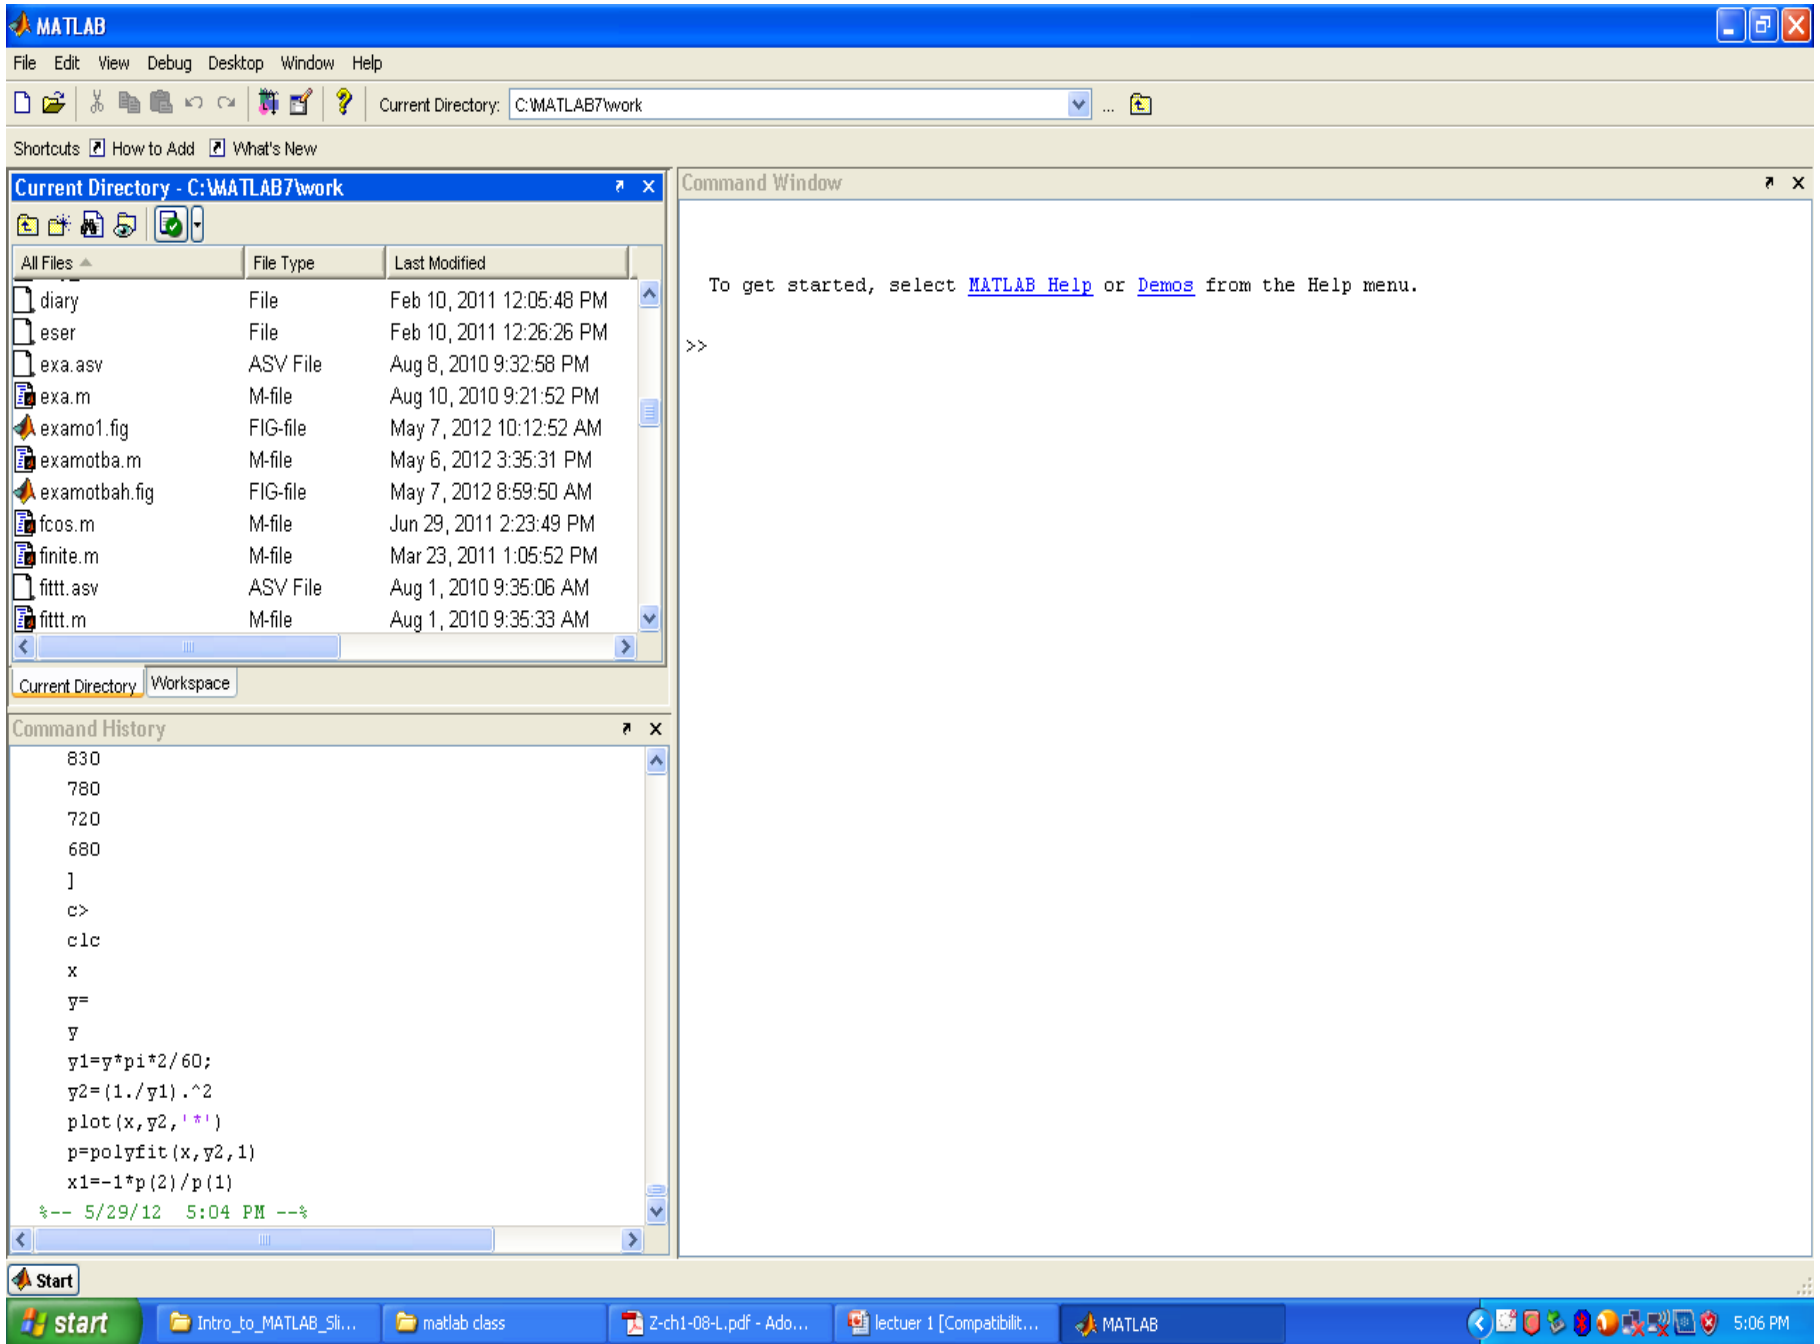 MATLAB
File Edit View Debug Desktop Window Help
Current Directory: C:\MATLAB7\work ...
Shortcuts How to Add What's New
Current Directory - C:\MATLAB7\work
All Files File Type Last Modified
diary File Feb 10, 2011 12:05:48 PM
eser File Feb 10, 2011 12:26:26 PM
exa.asv ASV File Aug 8, 2010 9:32:58 PM
exa.m M-file Aug 10, 2010 9:21:52 PM
examo1.fig FIG-file May 7, 2012 10:12:52 AM
examotba.m M-file May 6, 2012 3:35:31 PM
examotbah.fig FIG-file May 7, 2012 8:59:50 AM
fcos.m M-file Jun 29, 2011 2:23:49 PM
finite.m M-file Mar 23, 2011 1:05:52 PM
fittt.asv ASV File Aug 1, 2010 9:35:06 AM
fittt.m M-file Aug 1, 2010 9:35:33 AM
Current Directory Workspace
Command History
830
780
720
680
]
c>
clc
x
y=
y
y1=y*pi*2/60;
y2=(1./y1).^2
plot(x,y2,'*')
p=polyfit(x,y2,1)
x1=-1*p(2)/p(1)
%-- 5/29/12 5:04 PM --%
Command Window
To get started, select MATLAB Help or Demos from the Help menu.
>>
Start
start Intro_to_MATLAB_Sli... matlab class Z-ch1-08-L.pdf - Ado... lectuer 1 [Compatibilit... MATLAB 5:06 PM